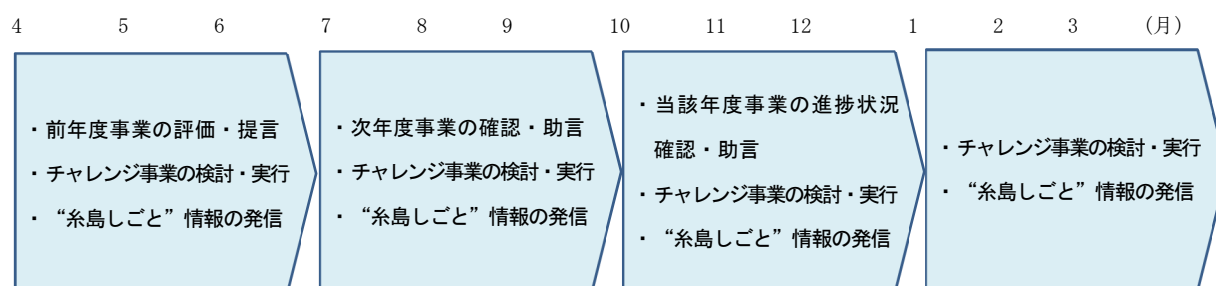 4 5 6 7 8 9 10 11 12 1 2 3 (月)
・前年度事業の評価・提言
・チャレンジ事業の検討・実行
・“糸島しごと”情報の発信
・次年度事業の確認・助言
・チャレンジ事業の検討・実行
・“糸島しごと”情報の発信
・当該年度事業の進捗状況
確認・助言
・チャレンジ事業の検討・実行
・“糸島しごと”情報の発信
・チャレンジ事業の検討・実行
・“糸島しごと”情報の発信